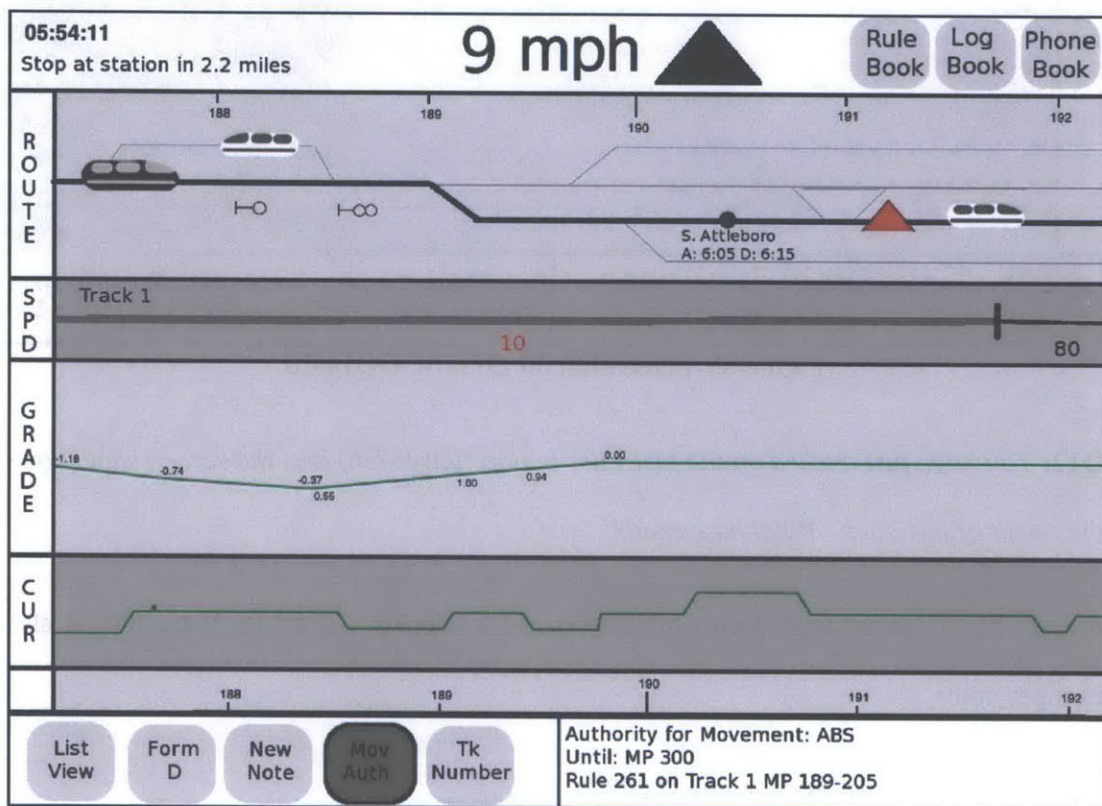 05:54:11
Stop at station in 2.2 miles
9 mph
Rule
Book
Log
Book
Phone
Book
ROUTE
188
189
190
191
192
S. Attleboro
A: 6:05 D: 6:15
SPD
Track 1
10
80
GRADE
-1.18
-0.74
-0.37
0.56
1.00
0.94
0.00
CUR
188
189
190
191
192
List
View
Form
D
New
Note
Mov
Auth
Tk
Number
Authority for Movement: ABS
Until: MP 300
Rule 261 on Track 1 MP 189-205